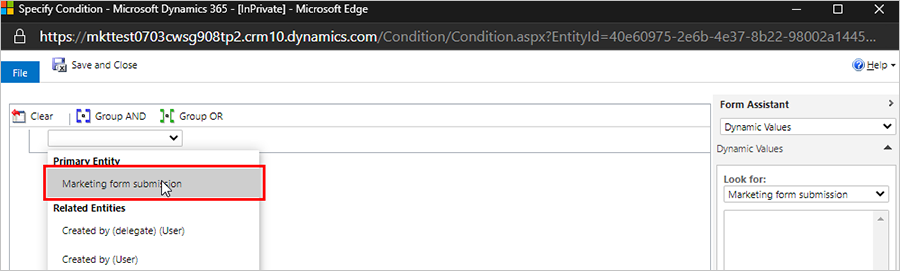 Specify Condition - Microsoft Dynamics 365 - [InPrivate] - Microsoft Edge
https://mkttest0703cwsg908tp2.crm10.dynamics.com/Condition/Condition.aspx?EntityId=40e60975-2e6b-4e37-8b22-98002a1445...
File
Save and Close
Help
Clear
Group AND
Group OR
Primary Entity
Marketing form submission
Related Entities
Created by (delegate) (User)
Created by (User)
Form Assistant
Dynamic Values
Dynamic Values
Look for:
Marketing form submission